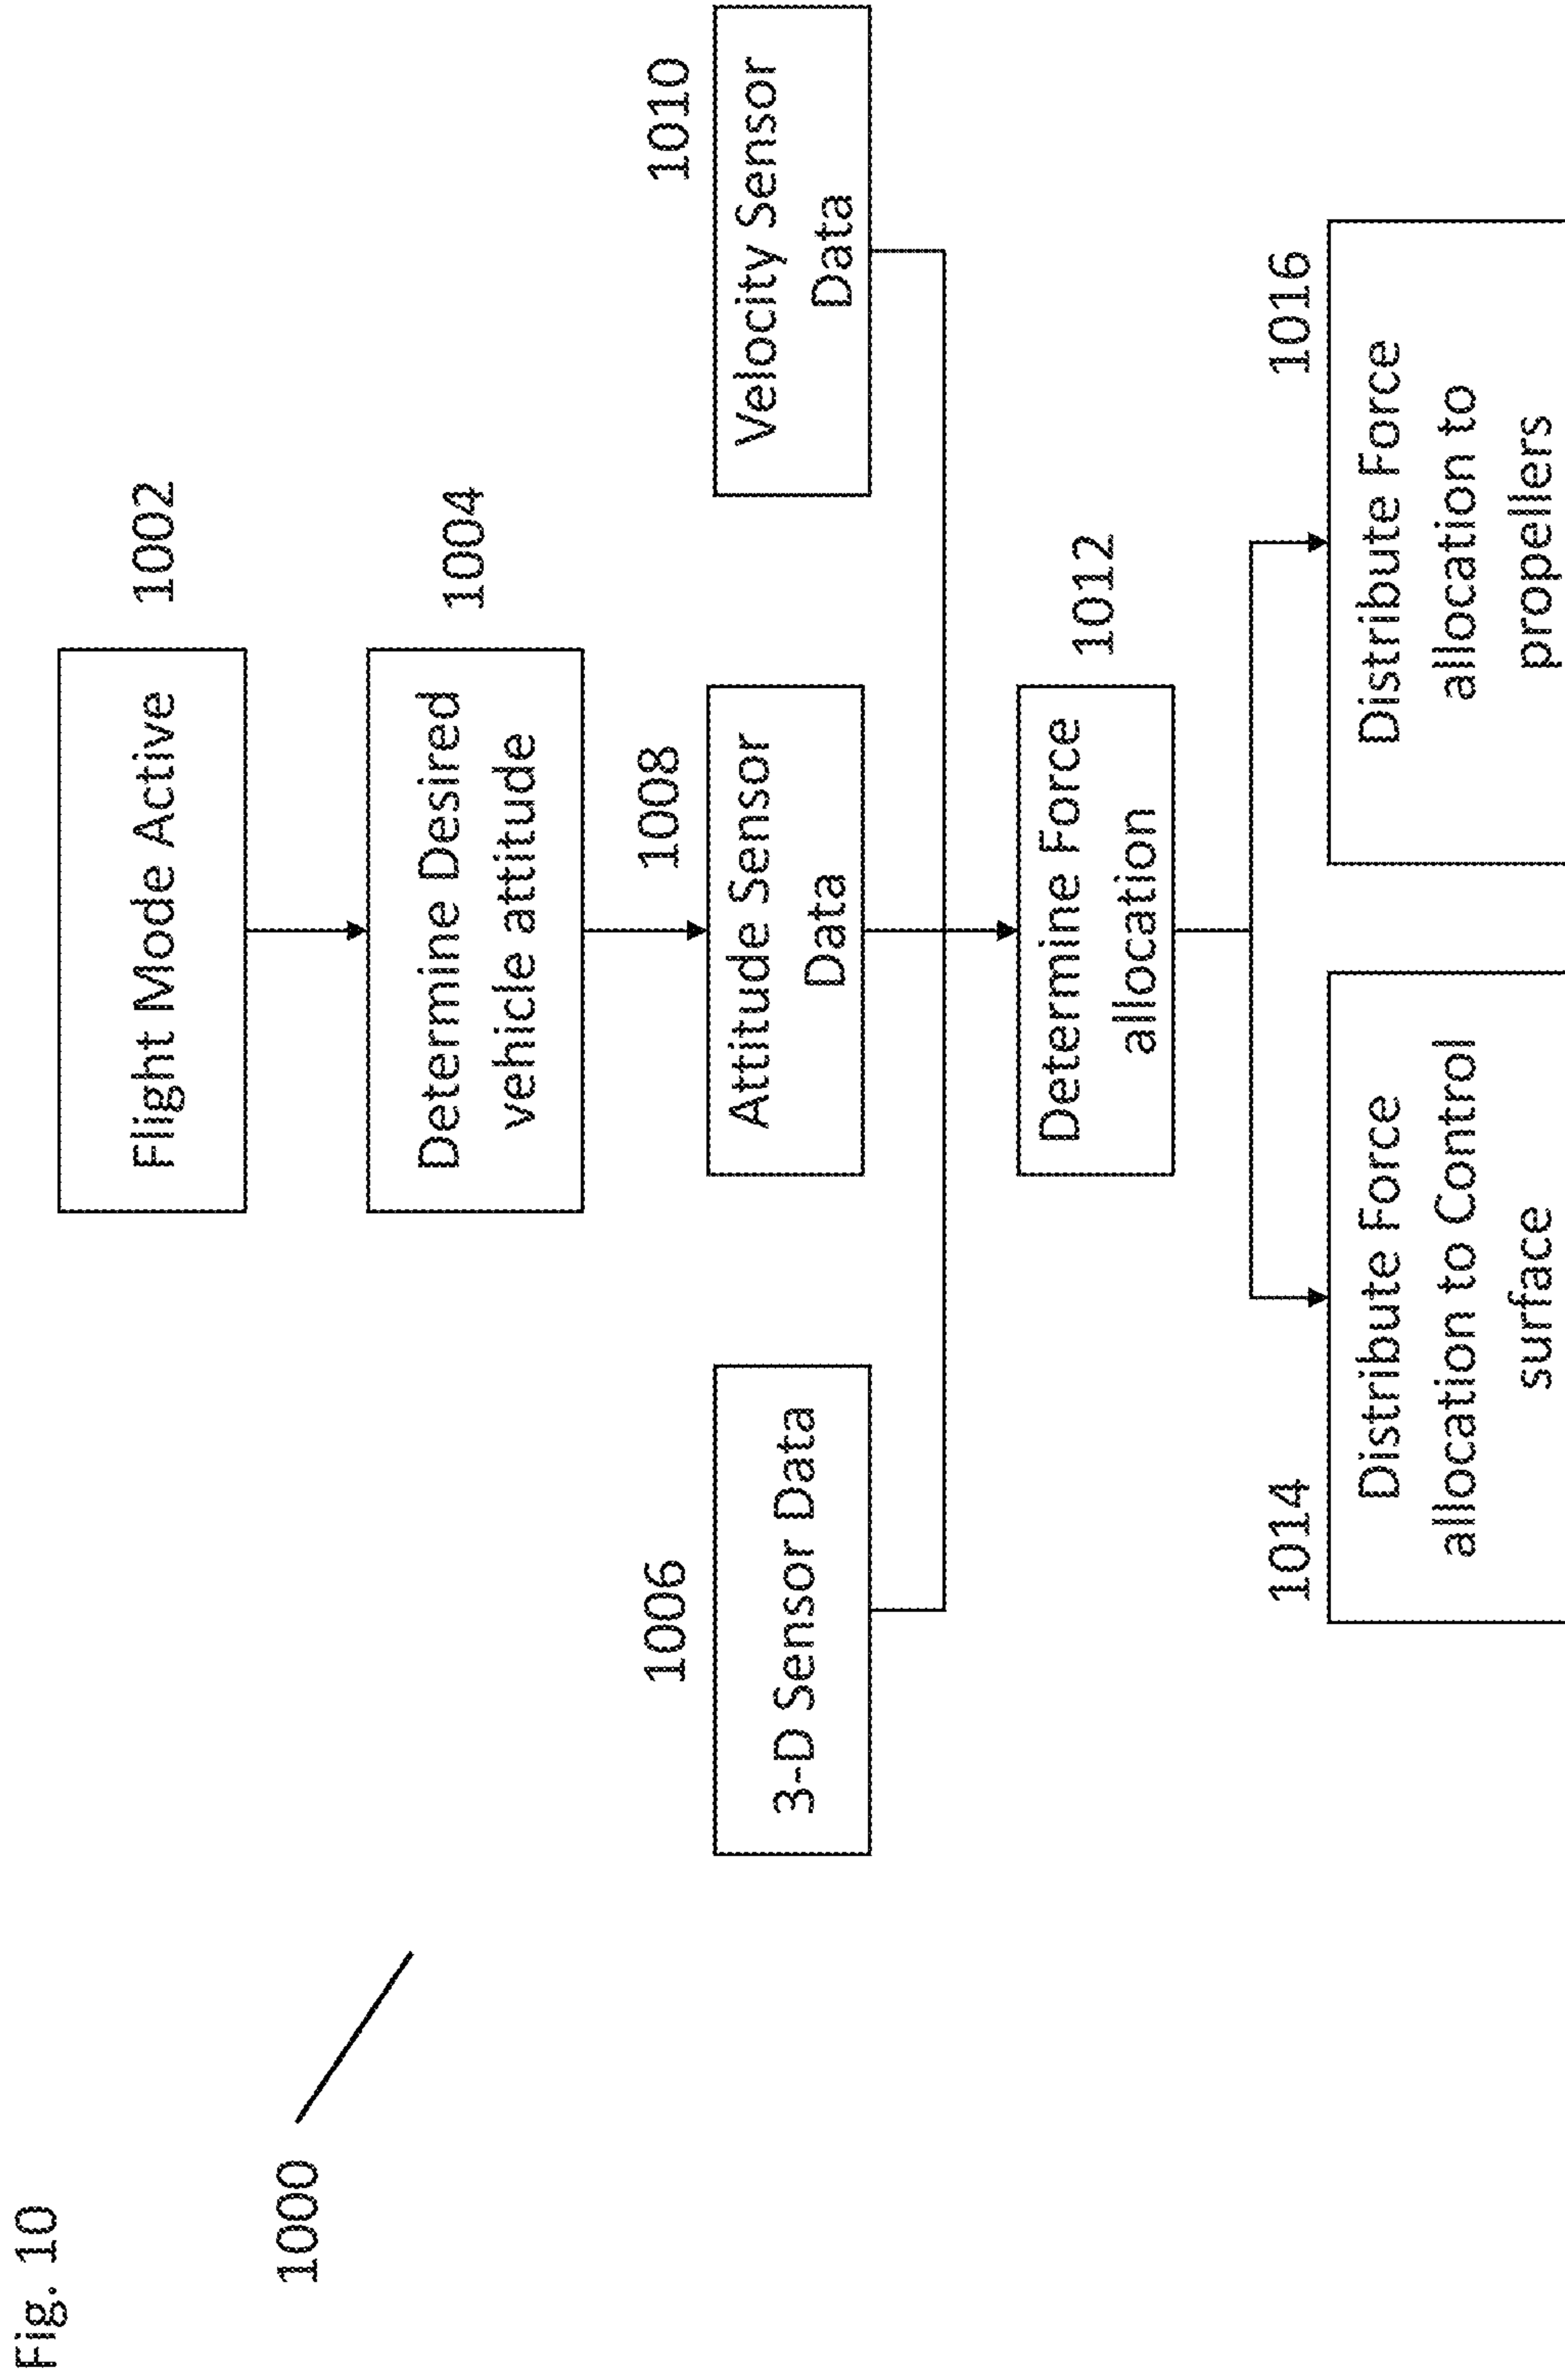 Fig. 10
1000
Flight Mode Active
1002
Determine Desired
vehicle attitude
1004
1006
3-D Sensor Data
1008
Attitude Sensor
Data
1010
Velocity Sensor
Data
Determine Force
allocation
1012
1014
Distribute Force
allocation to Control
surface
1016
Distribute Force
allocation to
propellers